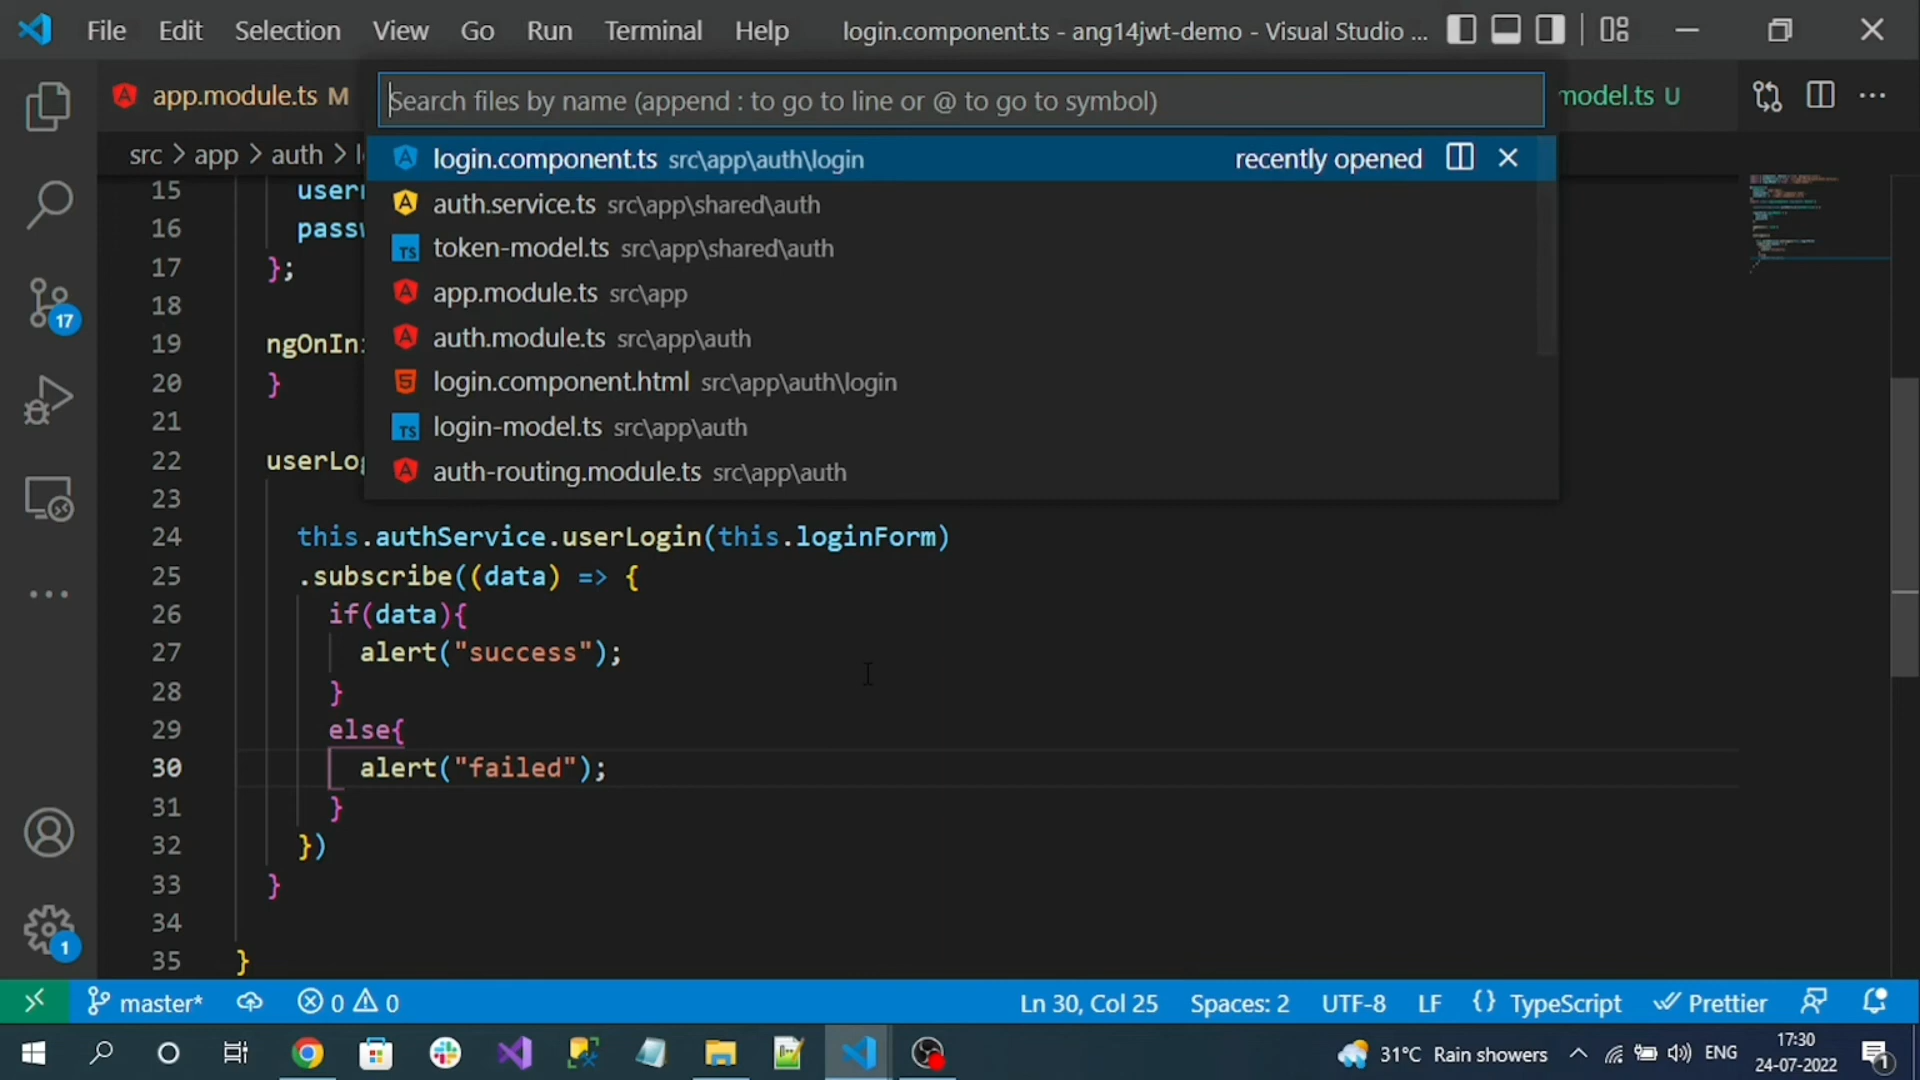 File Edit Selection View Go Run Terminal Help login.component.ts - ang14jwt-demo - Visual Studio ...
app.module.ts M
Search files by name (append : to go to line or @ to go to symbol)
model.ts U
src > app > auth >
login.component.ts src\app\auth\login recently opened
auth.service.ts src\app\shared\auth
token-model.ts src\app\shared\auth
app.module.ts src\app
auth.module.ts src\app\auth
login.component.html src\app\auth\login
login-model.ts src\app\auth
auth-routing.module.ts src\app\auth
15
16
17 };
18
19 ngOnIni
20 }
21
22 userLog
23
24 this.authService.userLogin(this.loginForm)
25 .subscribe((data) => {
26 if(data){
27 alert("success");
28 }
29 else{
30 alert("failed");
31 }
32 })
33 }
34
35 }
17
1
master* 0 0 Ln 30, Col 25 Spaces: 2 UTF-8 LF {} TypeScript Prettier
31°C Rain showers ENG 17:30
24-07-2022
1